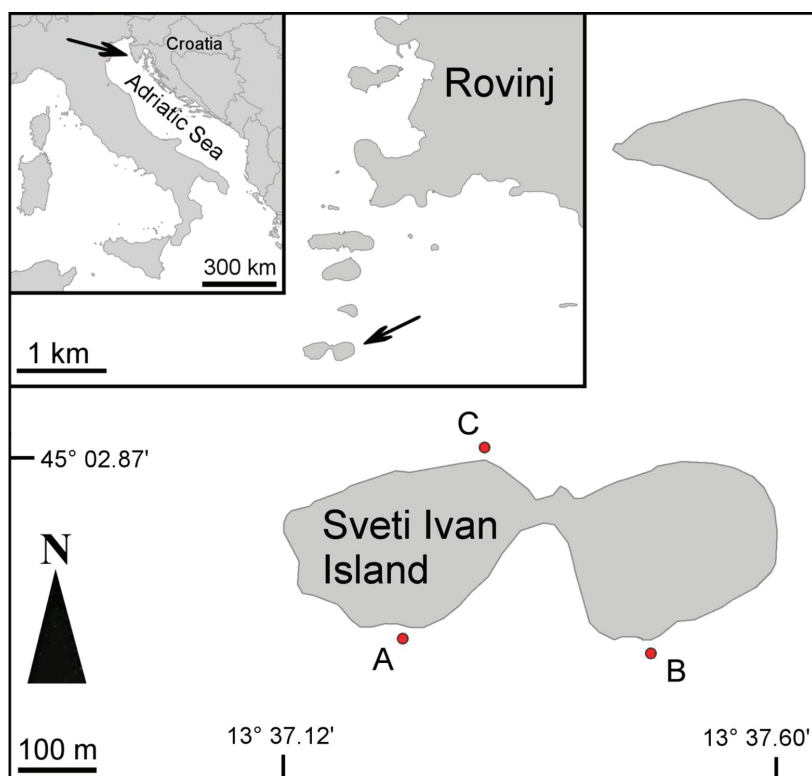 Croatia
Adriatic Sea
300 km
Rovinj
1 km
C
45° 02.87'
Sveti Ivan
Island
N
A
B
100 m
13° 37.12'
13° 37.60'